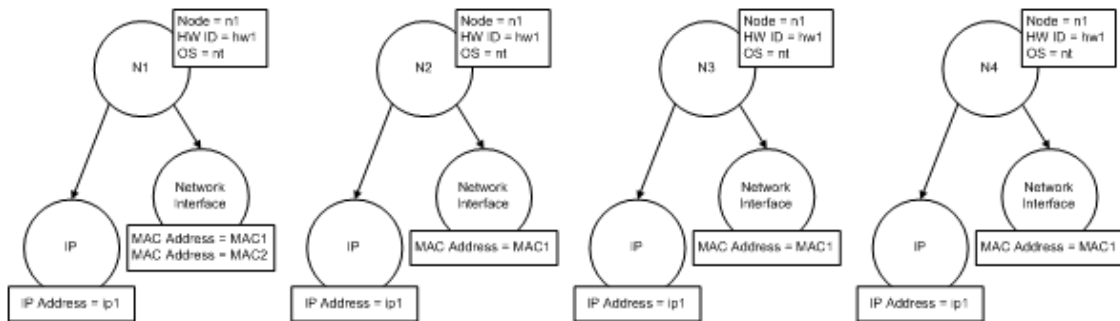 Node = n1
HW ID = hw1
OS = nt
N1
Network
Interface
MAC Address = MAC1
MAC Address = MAC2
IP
IP Address = ip1
Node = n1
HW ID = hw1
OS = nt
N2
Network
Interface
MAC Address = MAC1
IP
IP Address = ip1
Node = n1
HW ID = hw1
OS = nt
N3
Network
Interface
MAC Address = MAC1
IP
IP Address = ip1
Node = n1
HW ID = hw1
OS = nt
N4
Network
Interface
MAC Address = MAC1
IP
IP Address = ip1